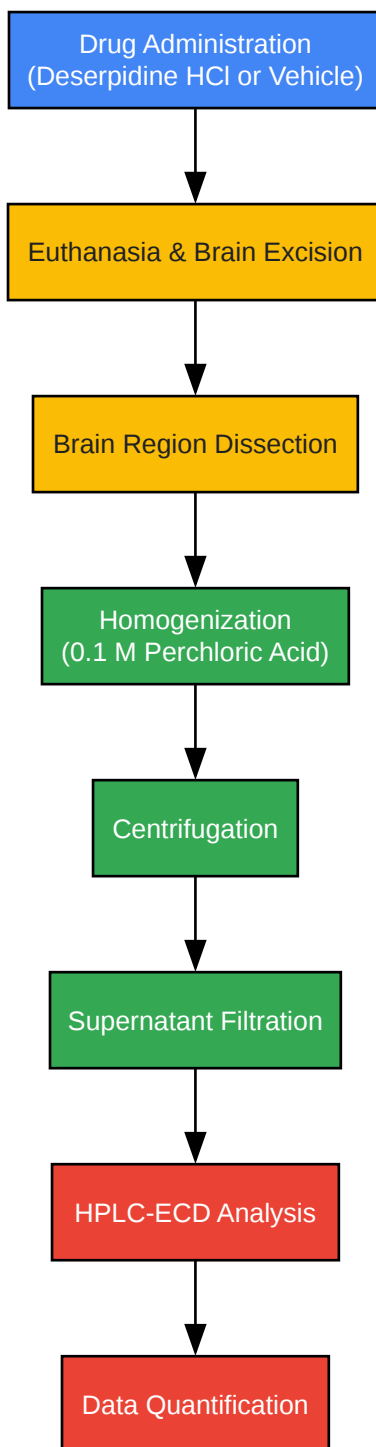 Drug Administration
(Deserpidine HCl or Vehicle)
Euthanasia & Brain Excision
Brain Region Dissection
Homogenization
(0.1 M Perchloric Acid)
Centrifugation
Supernatant Filtration
HPLC-ECD Analysis
Data Quantification